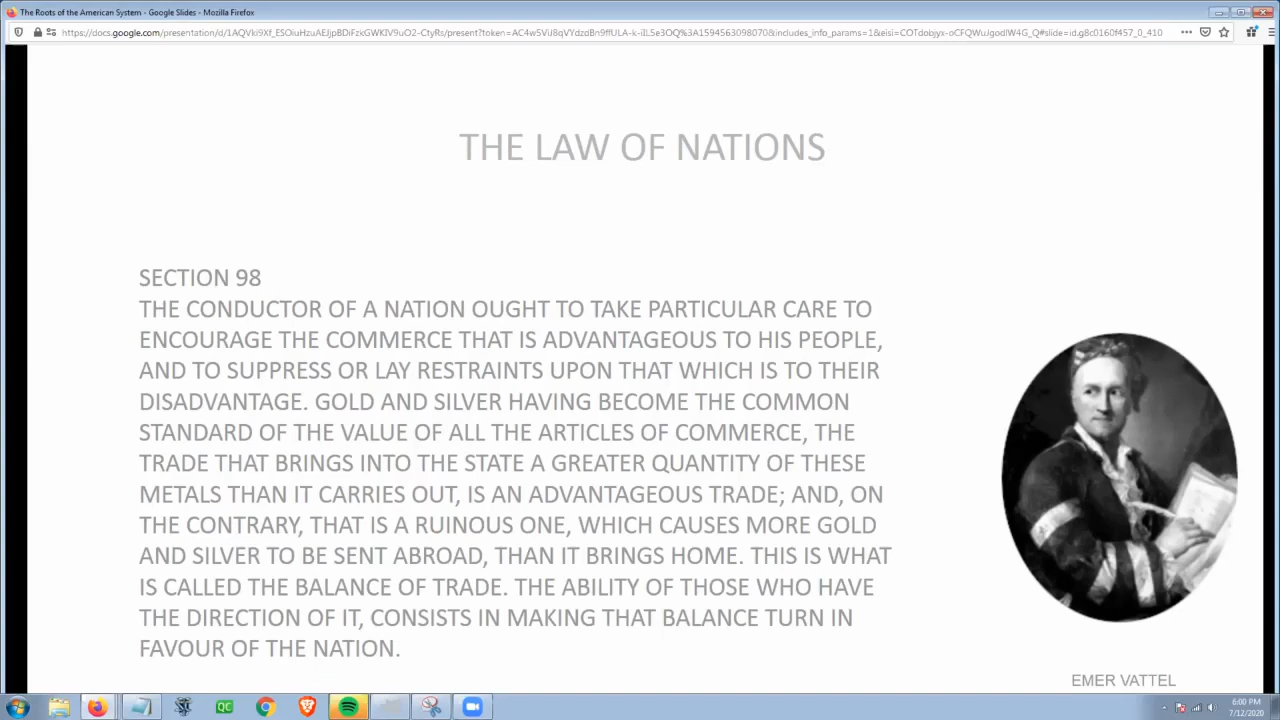 The Roots of the American System - Google Slides - Mozilla Firefox
THE LAW OF NATIONS
SECTION 98
THE CONDUCTOR OF A NATION OUGHT TO TAKE PARTICULAR CARE TO
ENCOURAGE THE COMMERCE THAT IS ADVANTAGEOUS TO HIS PEOPLE,
AND TO SUPPRESS OR LAY RESTRAINTS UPON THAT WHICH IS TO THEIR
DISADVANTAGE. GOLD AND SILVER HAVING BECOME THE COMMON
STANDARD OF THE VALUE OF ALL THE ARTICLES OF COMMERCE, THE
TRADE THAT BRINGS INTO THE STATE A GREATER QUANTITY OF THESE
METALS THAN IT CARRIES OUT, IS AN ADVANTAGEOUS TRADE; AND, ON
THE CONTRARY, THAT IS A RUINOUS ONE, WHICH CAUSES MORE GOLD
AND SILVER TO BE SENT ABROAD, THAN IT BRINGS HOME. THIS IS WHAT
IS CALLED THE BALANCE OF TRADE. THE ABILITY OF THOSE WHO HAVE
THE DIRECTION OF IT, CONSISTS IN MAKING THAT BALANCE TURN IN
FAVOUR OF THE NATION.
EMER VATTEL
QC
6:00 PM
7/12/2020